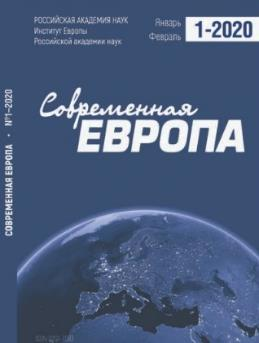 РОССИЙСКАЯ АКАДЕМИЯ НАУК
Институт Европы
Российской академии наук
Январь
Февраль
1-2020
Современная
ЕВРОПА
СОВРЕМЕННАЯ ЕВРОПА • №1–2020